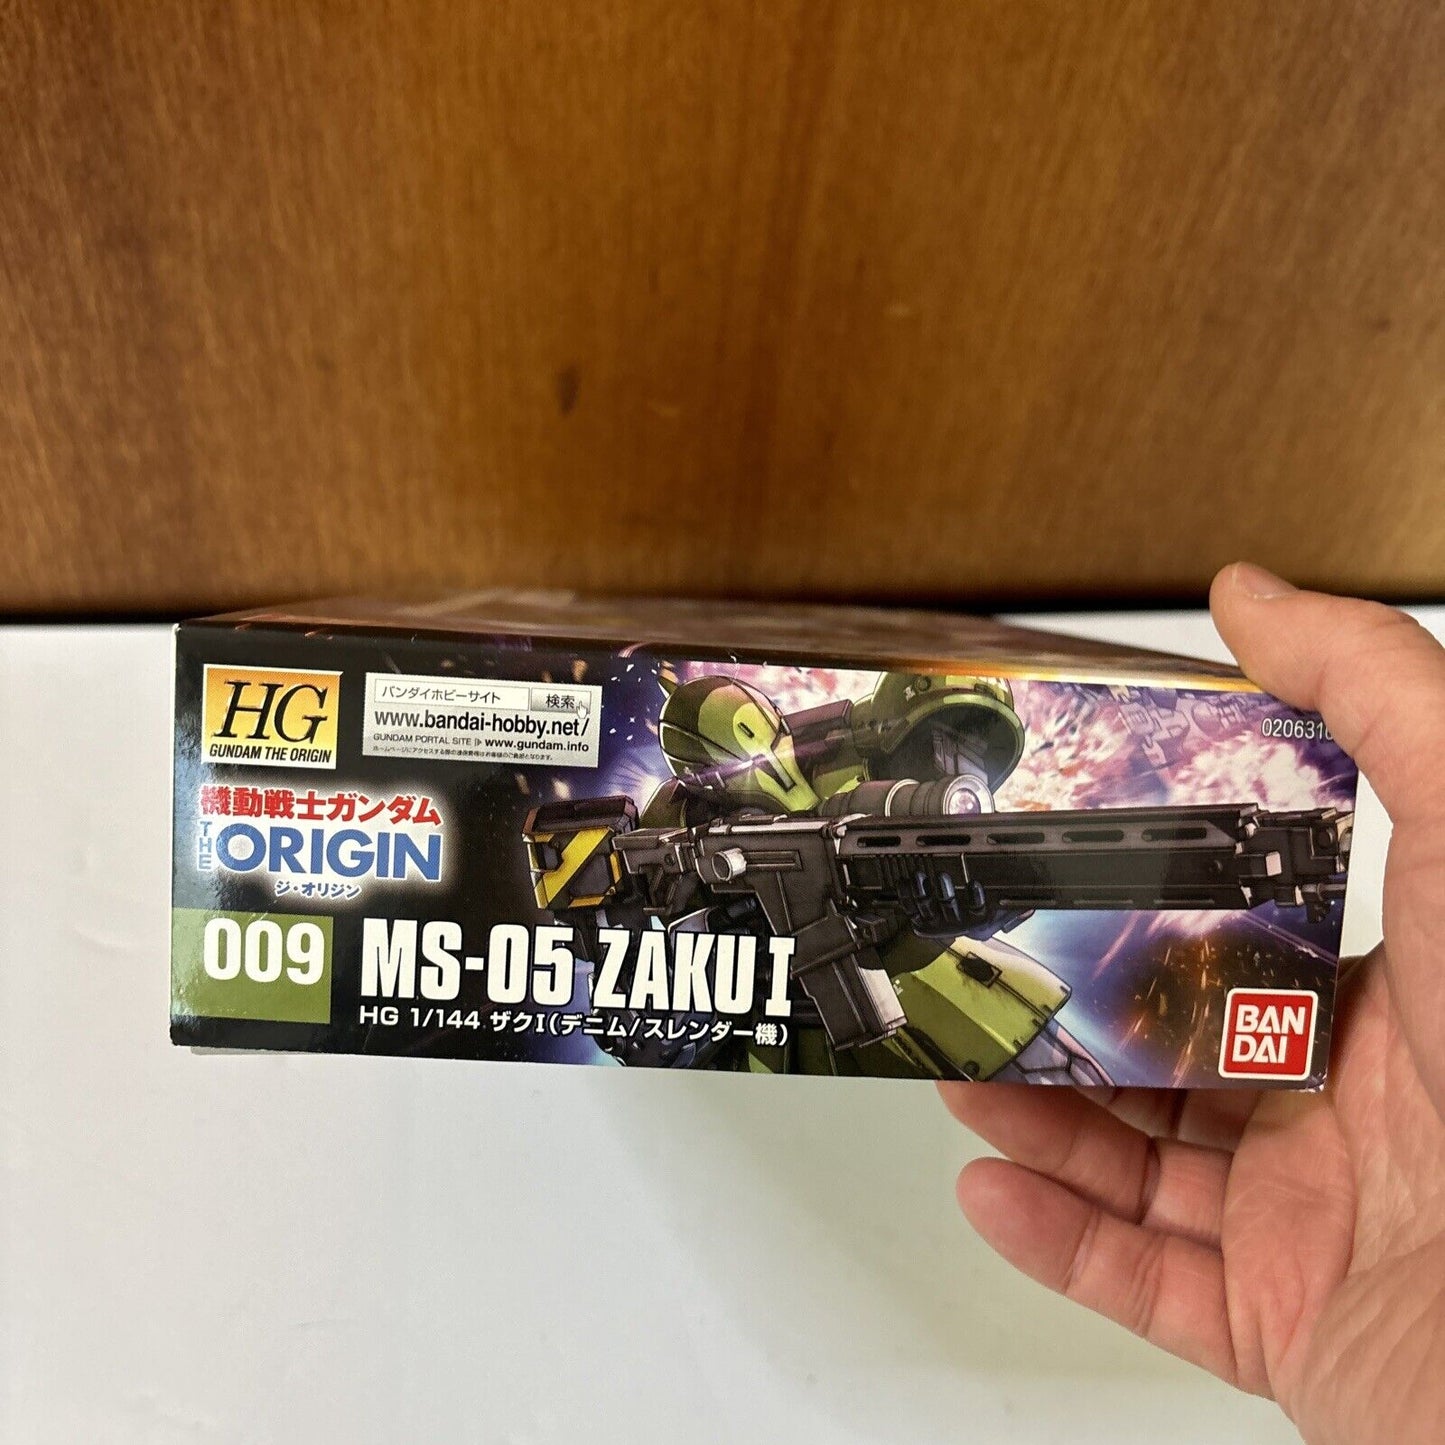 HG
GUNDAM THE ORIGIN
バンダイホビーサイト 検索
www.bandai-hobby.net/
GUNDAM PORTAL SITE www.gundam.info
機動戦士ガンダム
THE ORIGIN
ジ・オリジン
009
MS-05 ZAKU I
HG 1/144 ザクI(デニム/スレンダー機)
BAN
DAI